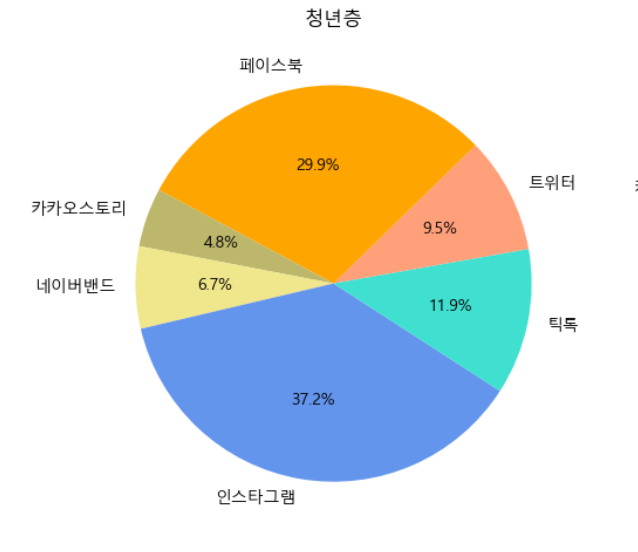 청년층
페이스북
29.9%
트위터
9.5%
카카오스토리
4.8%
네이버밴드
6.7%
11.9%
틱톡
37.2%
인스타그램